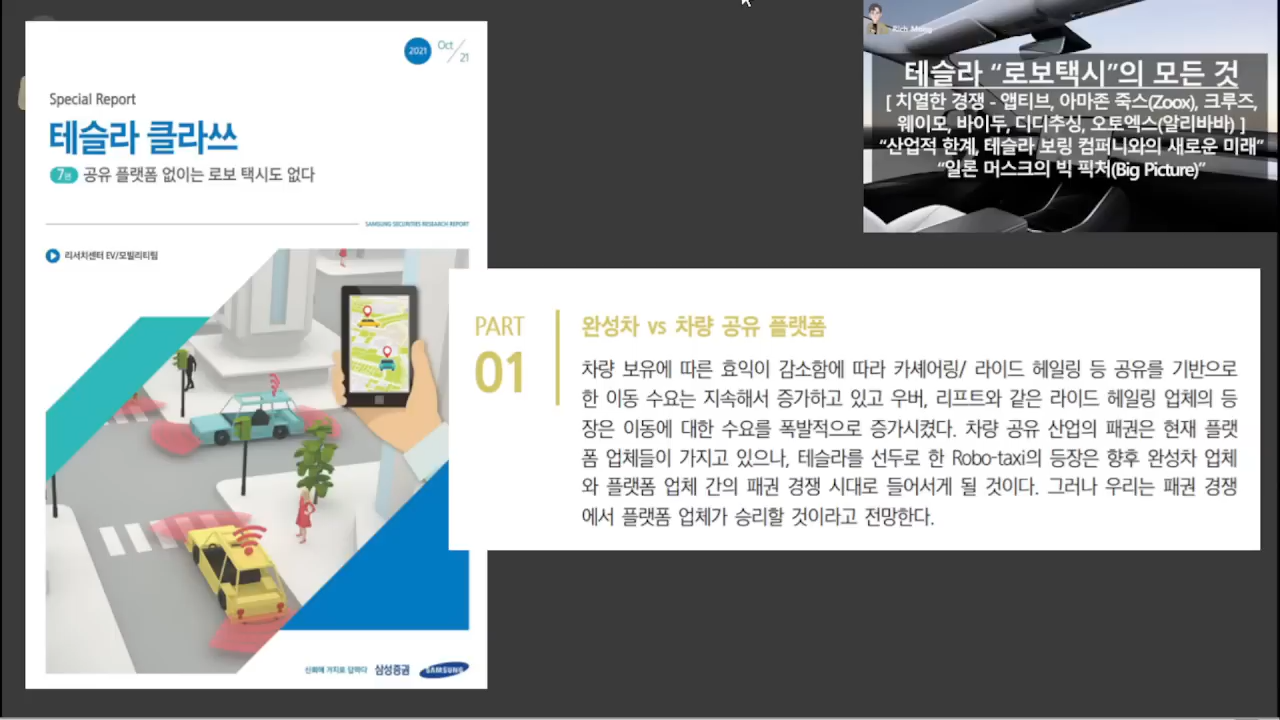 2021 Oct/21
Special Report
테슬라 클라쓰
7편 공유 플랫폼 없이는 로보 택시도 없다
SAMSUNG SECURITIES RESEARCH REPORT
리서치센터 EV/모빌리티팀
신뢰에 가치로 답하다 삼성증권 SAMSUNG
Rich Mong
테슬라 “로보택시”의 모든 것
[ 치열한 경쟁 - 앱티브, 아마존 죽스(Zoox), 크루즈,
웨이모, 바이두, 디디추싱, 오토엑스(알리바바) ]
“산업적 한계, 테슬라 보링 컴퍼니와의 새로운 미래”
“일론 머스크의 빅 픽처(Big Picture)”
PART
01
완성차 vs 차량 공유 플랫폼
차량 보유에 따른 효익이 감소함에 따라 카셰어링/ 라이드 헤일링 등 공유를 기반으로
한 이동 수요는 지속해서 증가하고 있고 우버, 리프트와 같은 라이드 헤일링 업체의 등
장은 이동에 대한 수요를 폭발적으로 증가시켰다. 차량 공유 산업의 패권은 현재 플랫
폼 업체들이 가지고 있으나, 테슬라를 선두로 한 Robo-taxi의 등장은 향후 완성차 업체
와 플랫폼 업체 간의 패권 경쟁 시대로 들어서게 될 것이다. 그러나 우리는 패권 경쟁
에서 플랫폼 업체가 승리할 것이라고 전망한다.